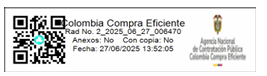 Colombia Compra Eficiente
Rad No. 2_2025_06_27_006470
Anexos: No Con copia: No
Fecha: 27/06/2025 13:52:05
Agencia Nacional
de Contratación Pública
Colombia Compra Eficiente